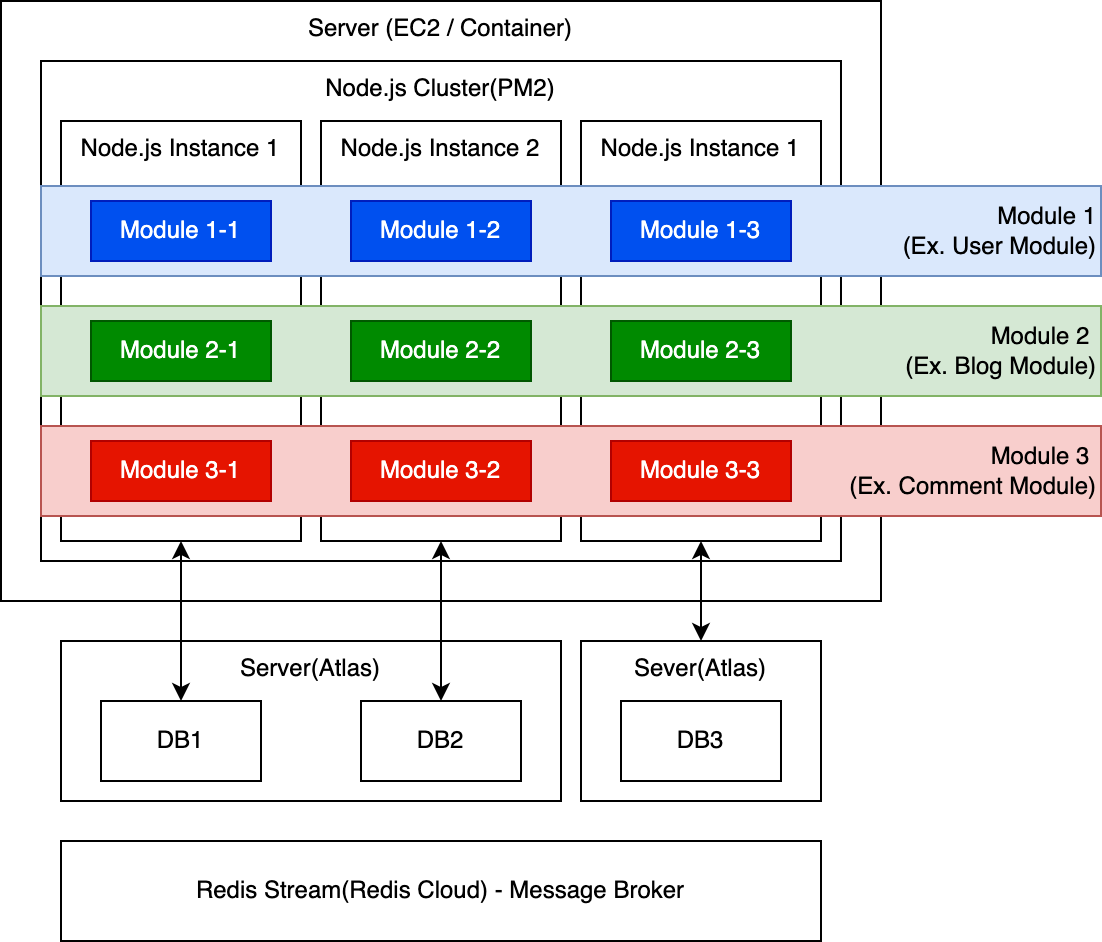 Server (EC2 / Container)
Node.js Cluster(PM2)
Node.js Instance 1
Node.js Instance 2
Node.js Instance 1
Module 1-1
Module 1-2
Module 1-3
Module 1
(Ex. User Module)
Module 2-1
Module 2-2
Module 2-3
Module 2
(Ex. Blog Module)
Module 3-1
Module 3-2
Module 3-3
Module 3
(Ex. Comment Module)
Server(Atlas)
Sever(Atlas)
DB1
DB2
DB3
Redis Stream(Redis Cloud) - Message Broker